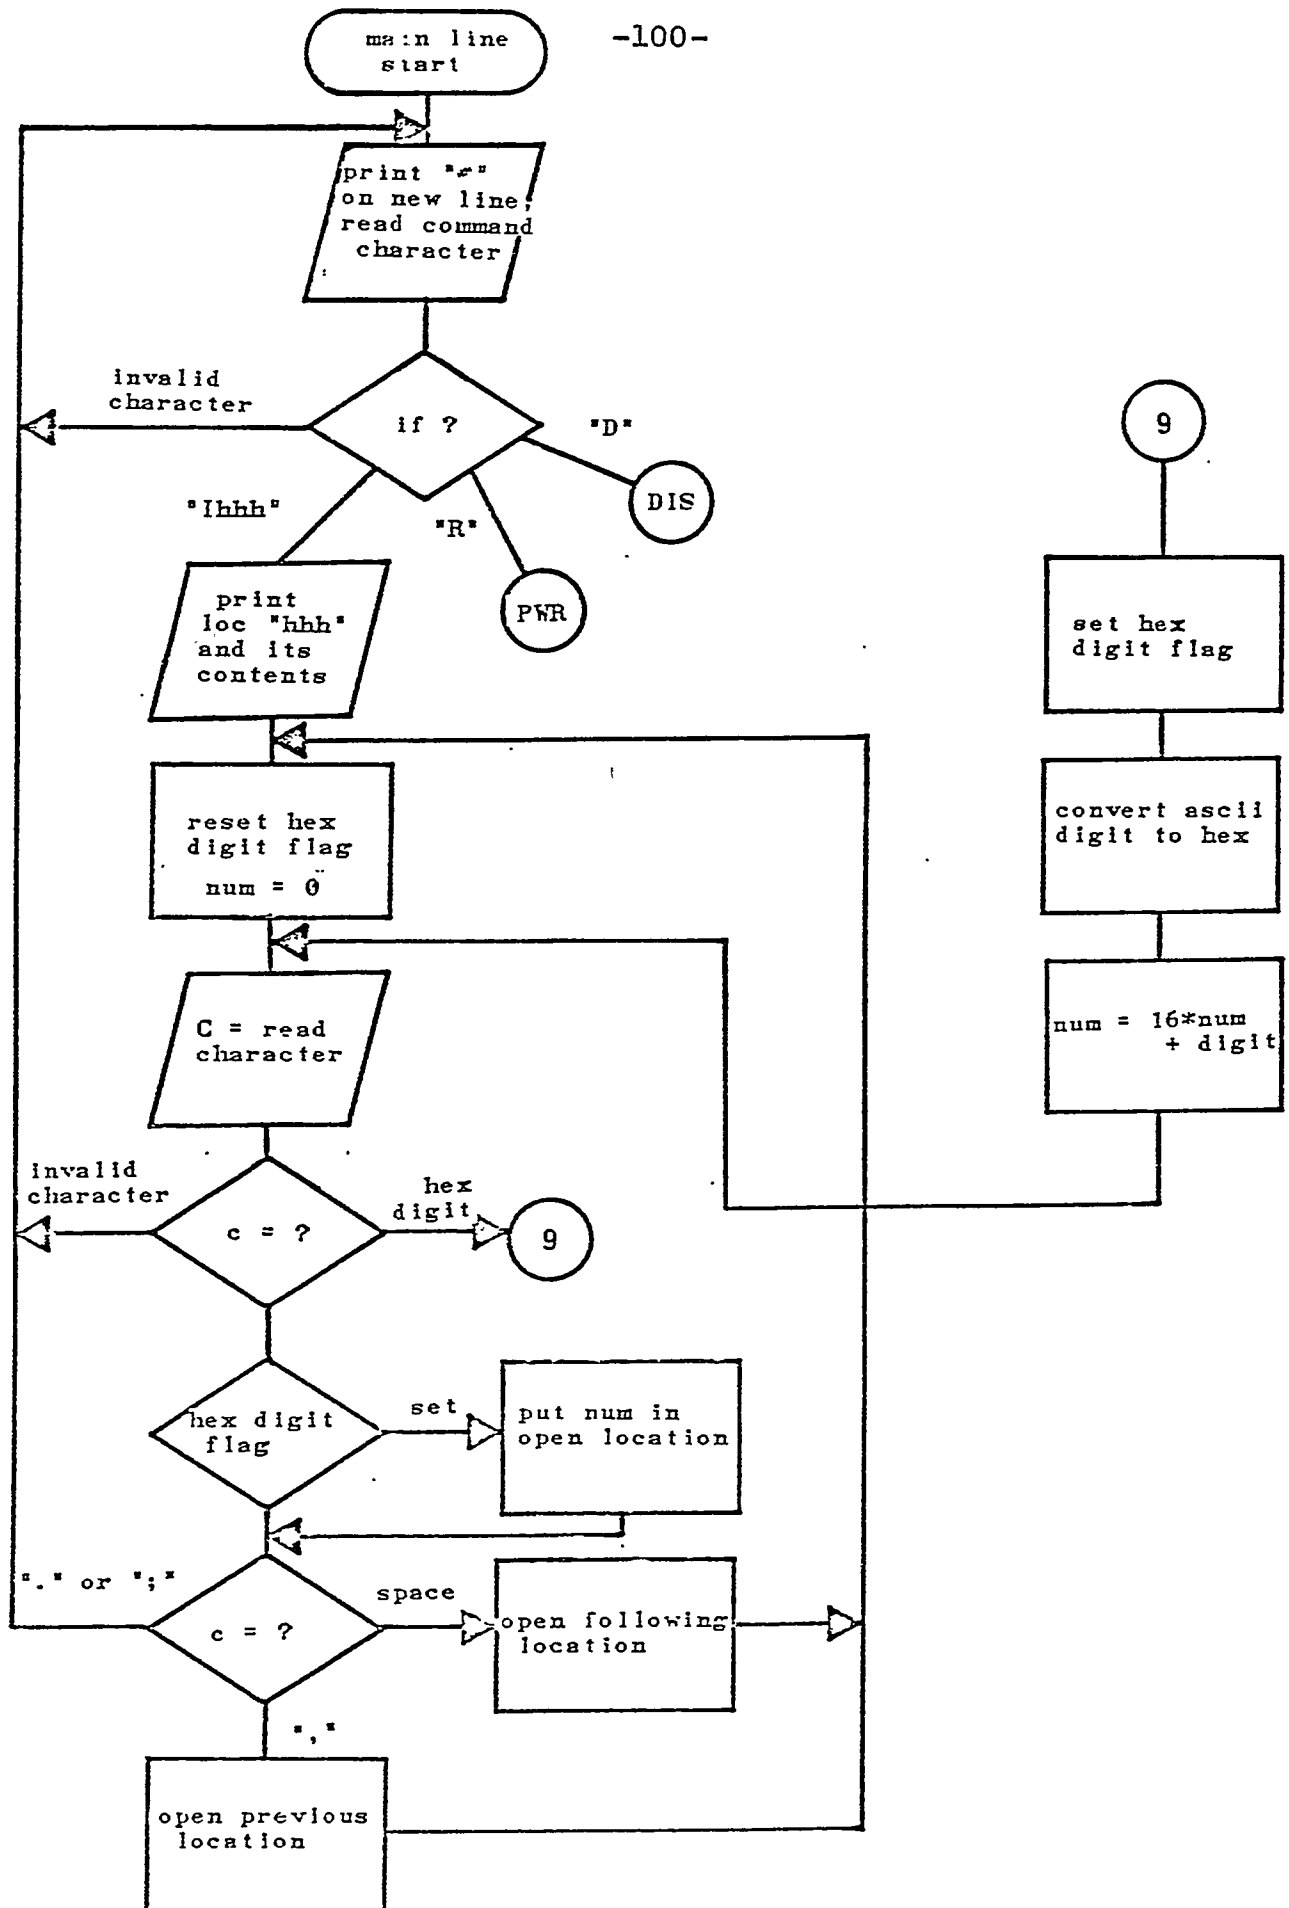 -100-
main line
start
print "#"
on new line;
read command
character
invalid
character
if ?
"D"
DIS
"Ihhh"
"R"
PWR
print
loc "hhh"
and its
contents
reset hex
digit flag
num = 0
C = read
character
invalid
character
c = ?
hex
digit
9
hex digit
flag
set
put num in
open location
"." or ";"
c = ?
space
open following
location
","
open previous
location
9
set hex
digit flag
convert ascii
digit to hex
num = 16*num
+ digit